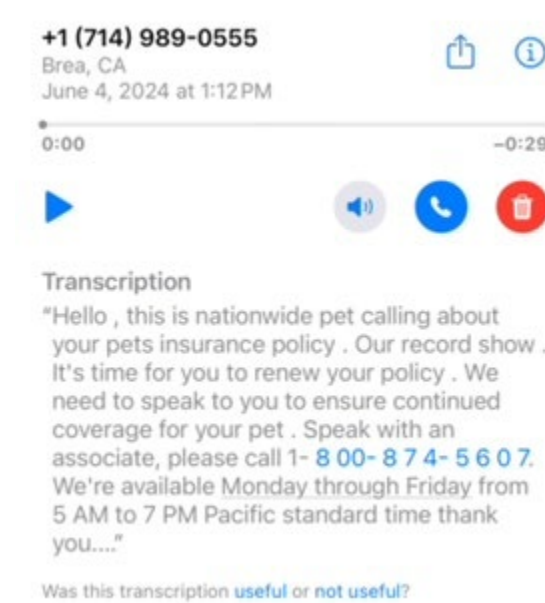 +1 (714) 989-0555
Brea, CA
June 4, 2024 at 1:12 PM
0:00 −0:29
Transcription
“Hello , this is nationwide pet calling about
your pets insurance policy . Our record show .
It's time for you to renew your policy . We
need to speak to you to ensure continued
coverage for your pet . Speak with an
associate, please call 1- 8 00- 8 7 4- 5 6 0 7.
We're available Monday through Friday from
5 AM to 7 PM Pacific standard time thank
you....”
Was this transcription useful or not useful?